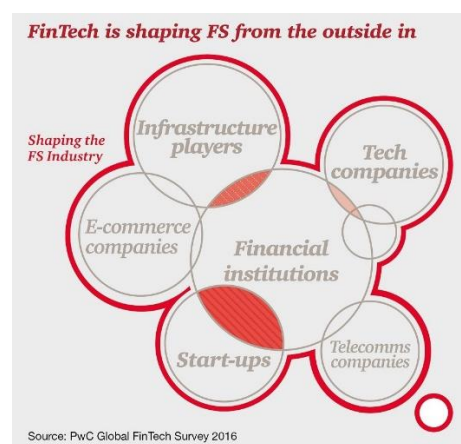 FinTech is shaping FS from the outside in
Infrastructure
players
Shaping the
FS Industry
Tech
companies
E-commerce
companies
Financial
institutions
Start-ups
Telecomms
companies
Source: PwC Global FinTech Survey 2016